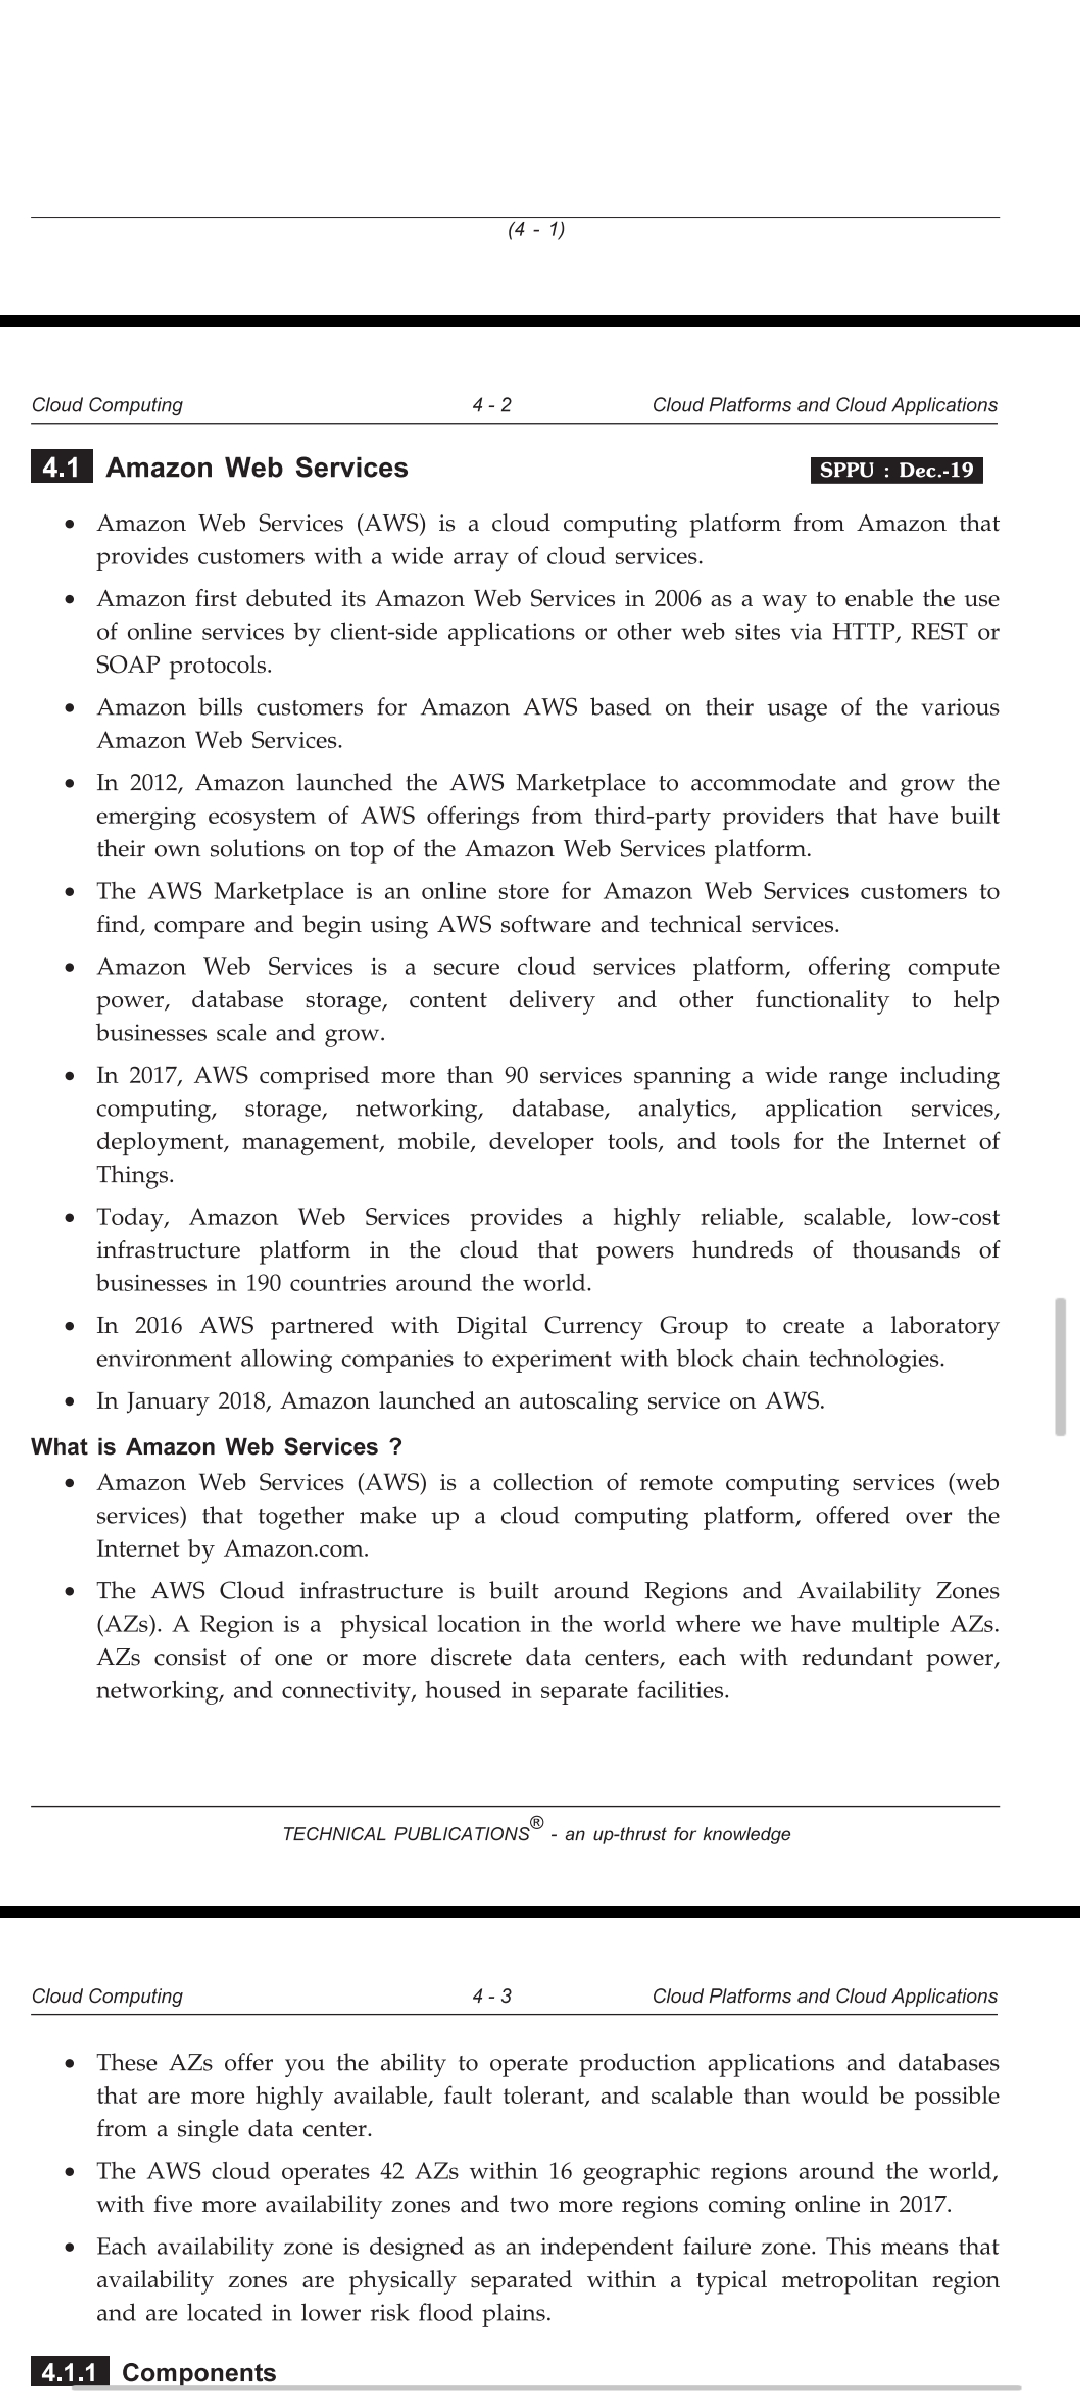 (4 - 1)
Cloud Computing 4 - 2 Cloud Platforms and Cloud Applications
4.1 Amazon Web Services SPPU : Dec.-19
• Amazon Web Services (AWS) is a cloud computing platform from Amazon that
provides customers with a wide array of cloud services.
• Amazon first debuted its Amazon Web Services in 2006 as a way to enable the use
of online services by client-side applications or other web sites via HTTP, REST or
SOAP protocols.
• Amazon bills customers for Amazon AWS based on their usage of the various
Amazon Web Services.
• In 2012, Amazon launched the AWS Marketplace to accommodate and grow the
emerging ecosystem of AWS offerings from third-party providers that have built
their own solutions on top of the Amazon Web Services platform.
• The AWS Marketplace is an online store for Amazon Web Services customers to
find, compare and begin using AWS software and technical services.
• Amazon Web Services is a secure cloud services platform, offering compute
power, database storage, content delivery and other functionality to help
businesses scale and grow.
• In 2017, AWS comprised more than 90 services spanning a wide range including
computing, storage, networking, database, analytics, application services,
deployment, management, mobile, developer tools, and tools for the Internet of
Things.
• Today, Amazon Web Services provides a highly reliable, scalable, low-cost
infrastructure platform in the cloud that powers hundreds of thousands of
businesses in 190 countries around the world.
• In 2016 AWS partnered with Digital Currency Group to create a laboratory
environment allowing companies to experiment with block chain technologies.
• In January 2018, Amazon launched an autoscaling service on AWS.
What is Amazon Web Services ?
• Amazon Web Services (AWS) is a collection of remote computing services (web
services) that together make up a cloud computing platform, offered over the
Internet by Amazon.com.
• The AWS Cloud infrastructure is built around Regions and Availability Zones
(AZs). A Region is a physical location in the world where we have multiple AZs.
AZs consist of one or more discrete data centers, each with redundant power,
networking, and connectivity, housed in separate facilities.
TECHNICAL PUBLICATIONS® - an up-thrust for knowledge
Cloud Computing 4 - 3 Cloud Platforms and Cloud Applications
• These AZs offer you the ability to operate production applications and databases
that are more highly available, fault tolerant, and scalable than would be possible
from a single data center.
• The AWS cloud operates 42 AZs within 16 geographic regions around the world,
with five more availability zones and two more regions coming online in 2017.
• Each availability zone is designed as an independent failure zone. This means that
availability zones are physically separated within a typical metropolitan region
and are located in lower risk flood plains.
4.1.1 Components